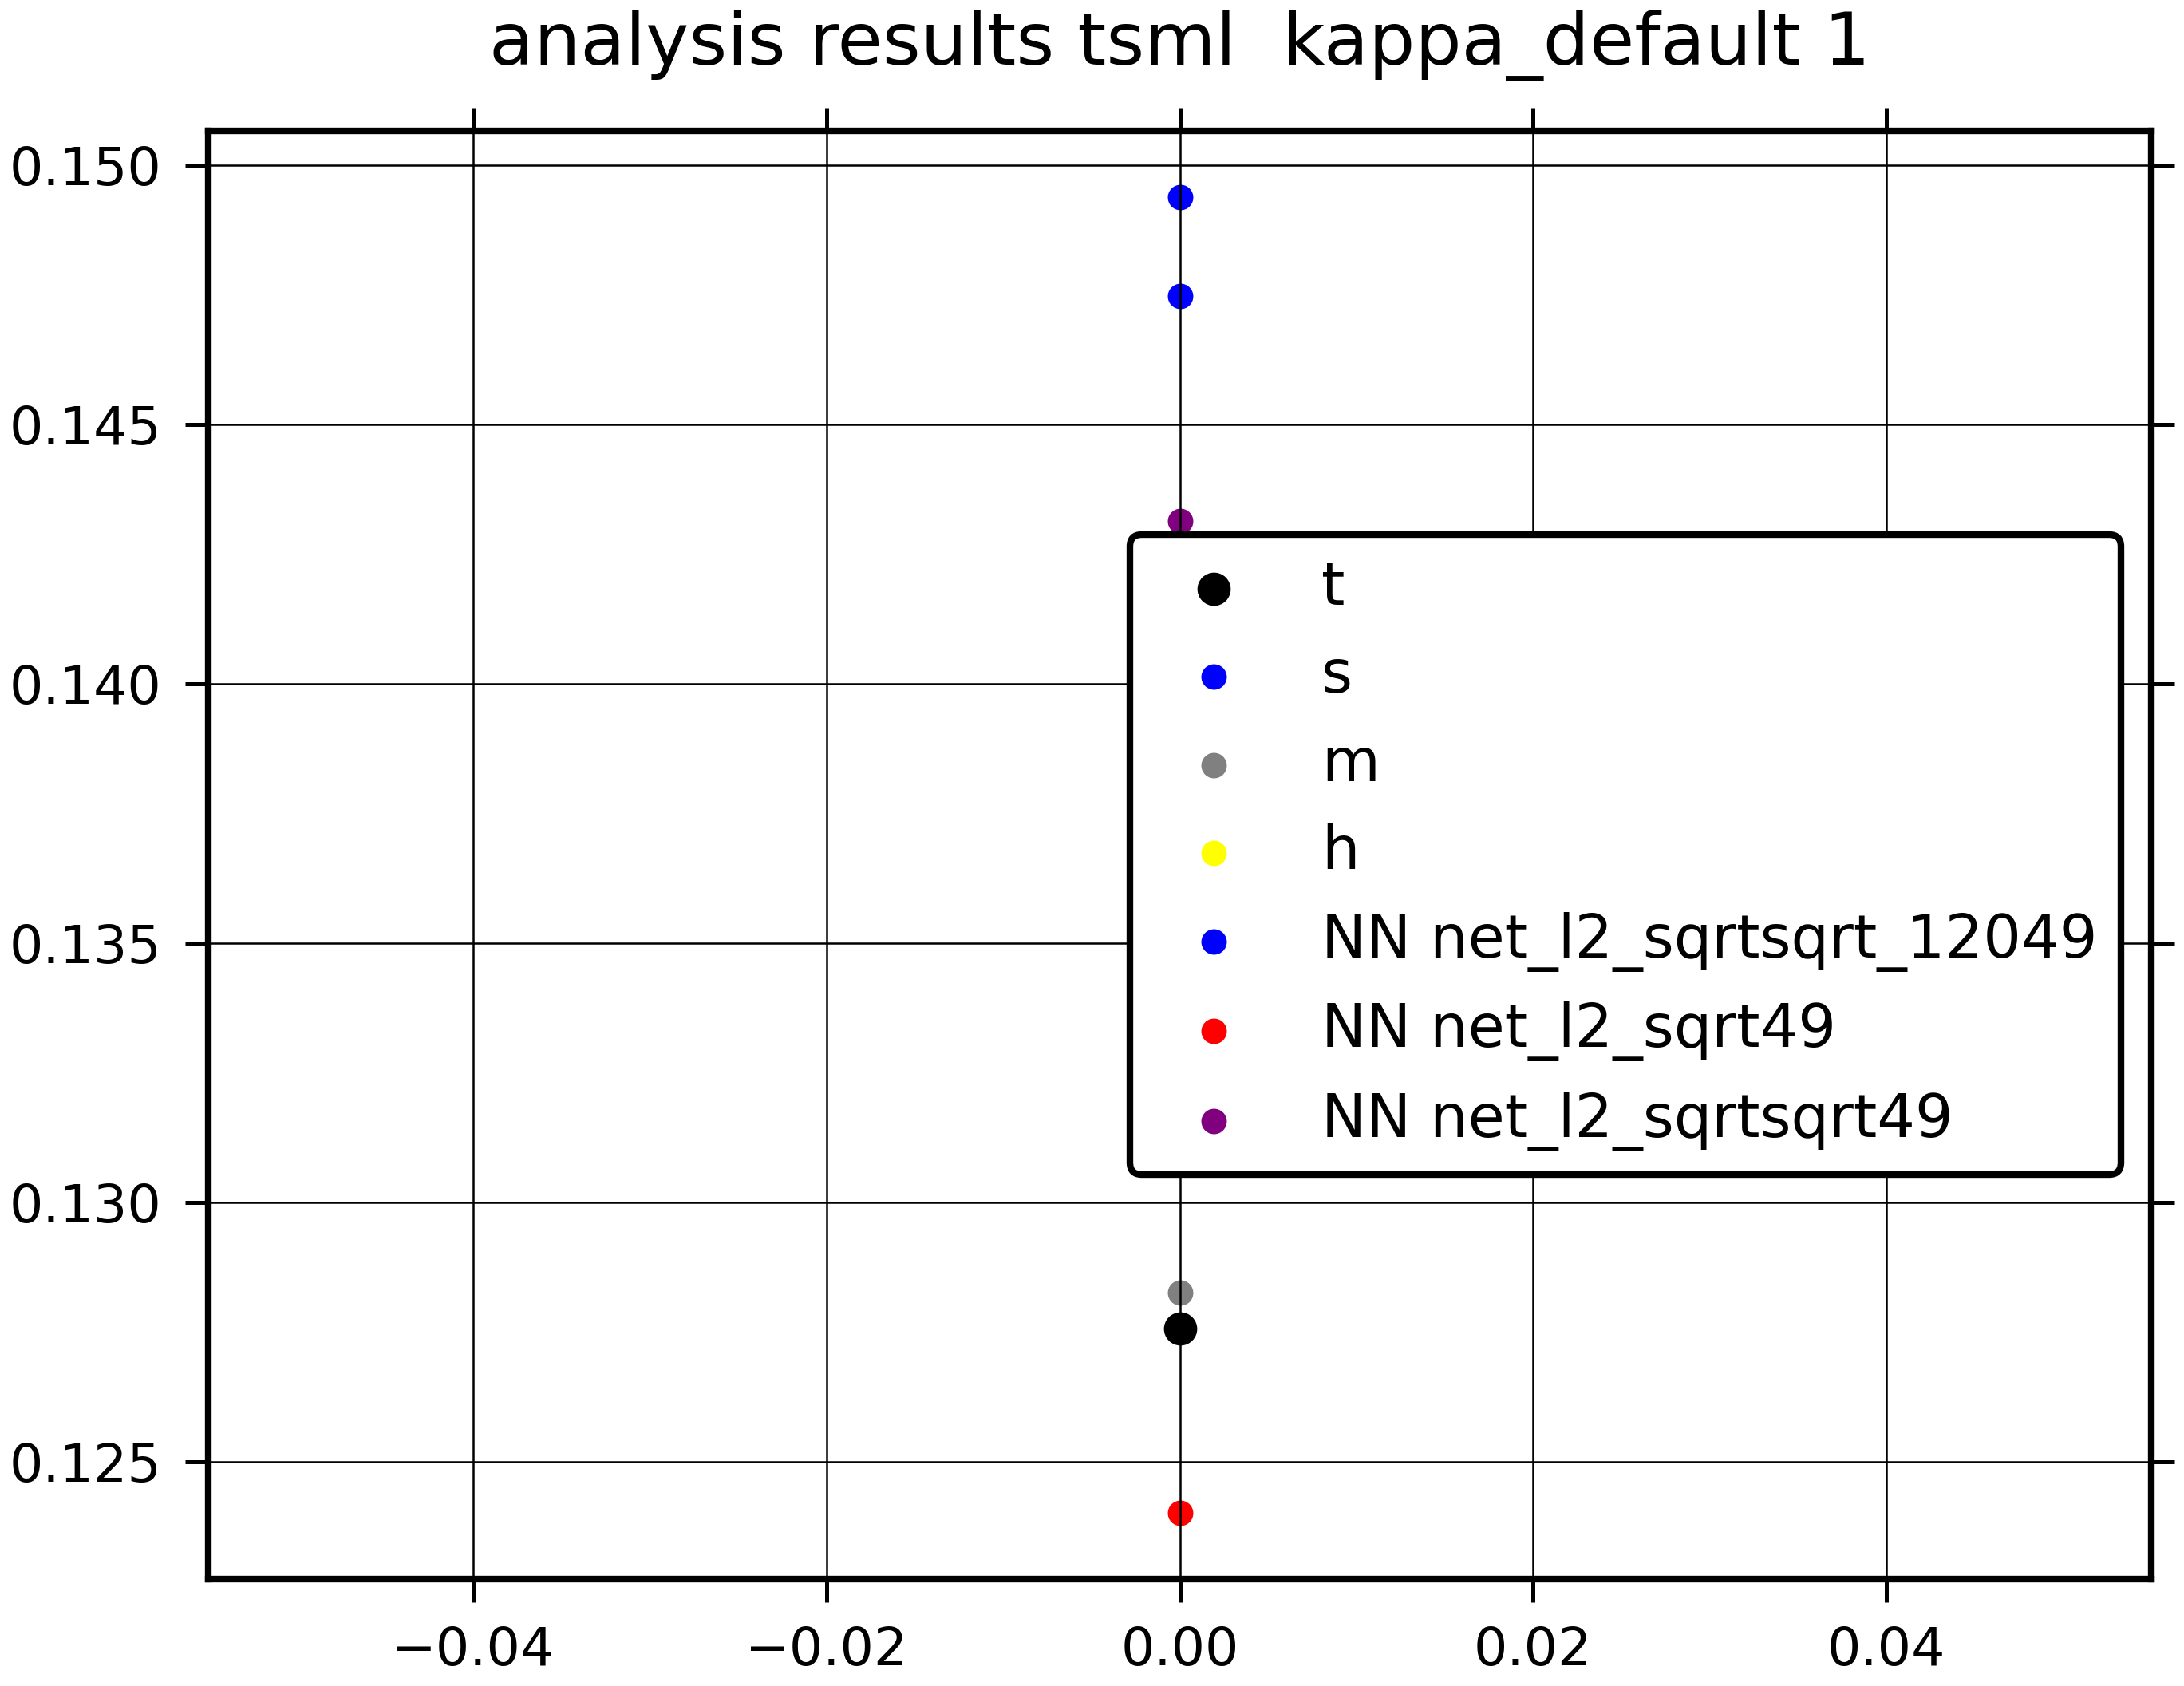 analysis results tsml  kappa_default 1
0.150
0.145
0.140
0.135
0.130
0.125
t
s
m
h
NN net_l2_sqrtsqrt_12049
NN net_l2_sqrt49
NN net_l2_sqrtsqrt49
−0.04
−0.02
0.00
0.02
0.04